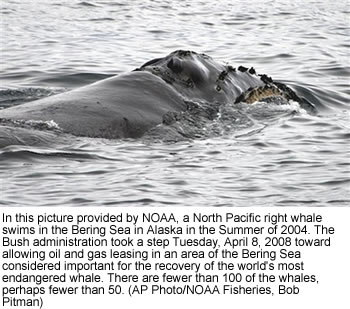 In this picture provided by NOAA, a North Pacific right whale
swims in the Bering Sea in Alaska in the Summer of 2004. The
Bush administration took a step Tuesday, April 8, 2008 toward
allowing oil and gas leasing in an area of the Bering Sea
considered important for the recovery of the world's most
endangered whale. There are fewer than 100 of the whales,
perhaps fewer than 50. (AP Photo/NOAA Fisheries, Bob
Pitman)